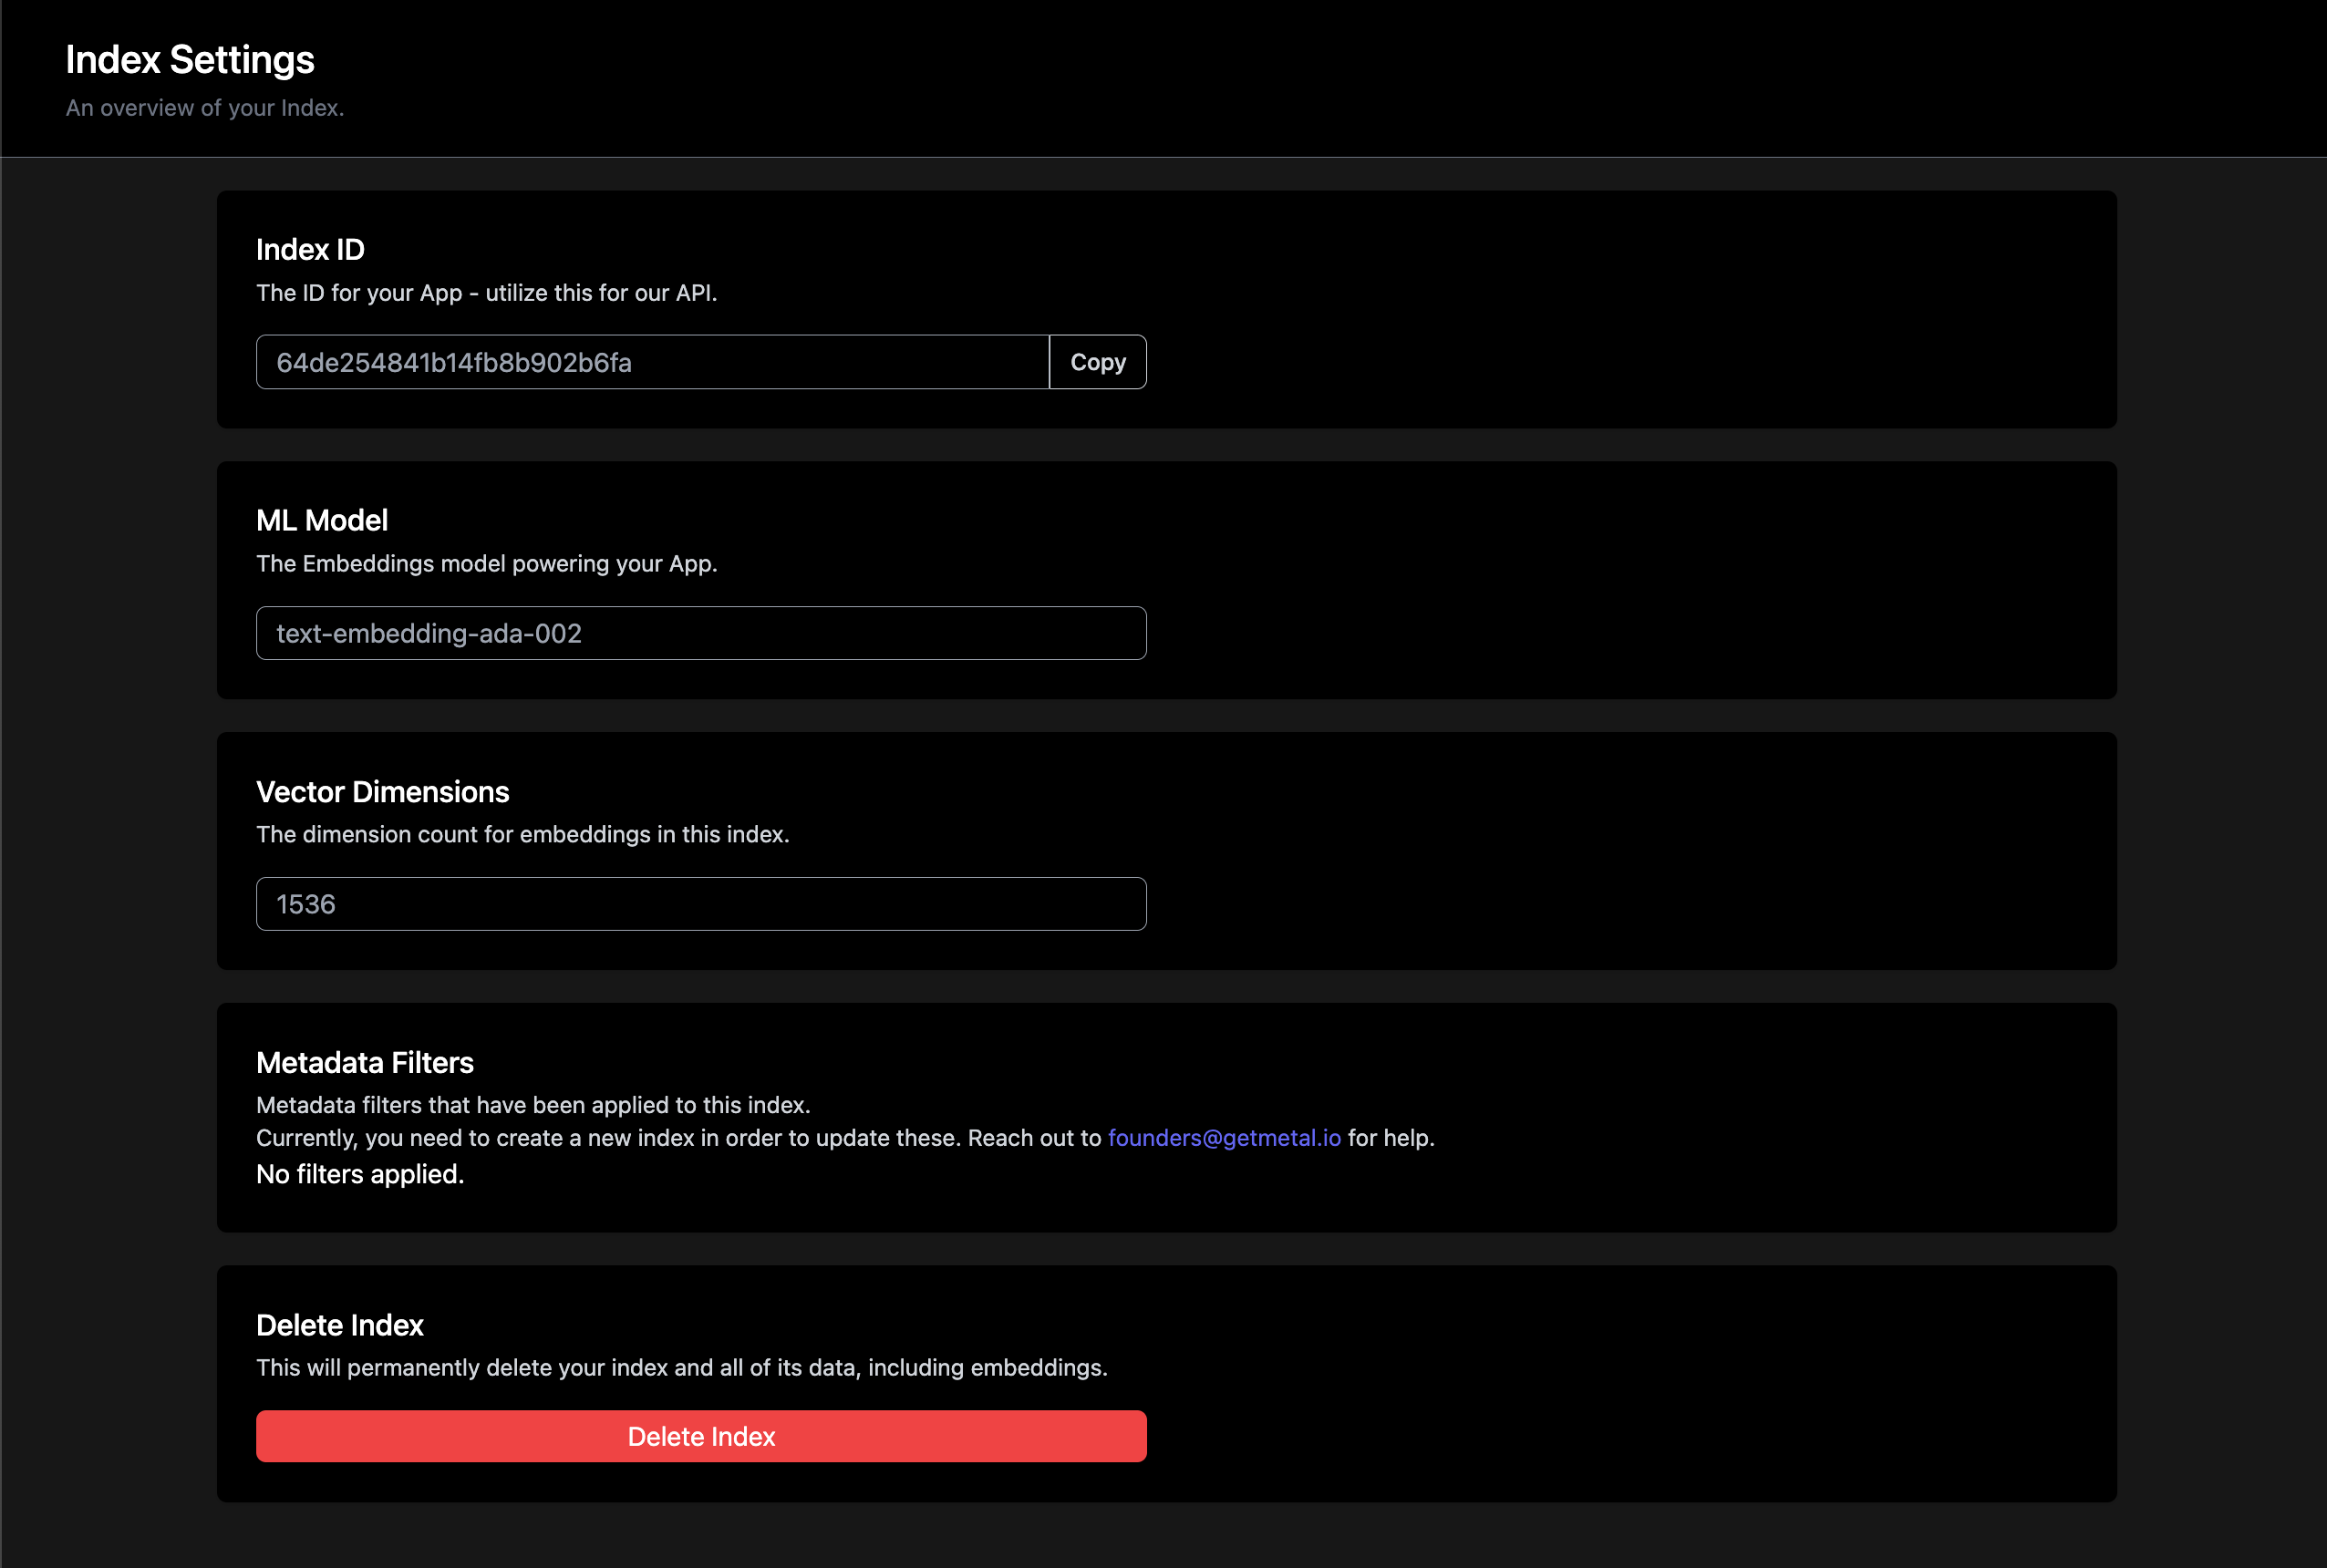 Index Settings
An overview of your Index.
Index ID
The ID for your App - utilize this for our API.
64de254841b14fb8b902b6fa
Copy
ML Model
The Embeddings model powering your App.
text-embedding-ada-002
Vector Dimensions
The dimension count for embeddings in this index.
1536
Metadata Filters
Metadata filters that have been applied to this index.
Currently, you need to create a new index in order to update these. Reach out to founders@getmetal.io for help.
No filters applied.
Delete Index
This will permanently delete your index and all of its data, including embeddings.
Delete Index